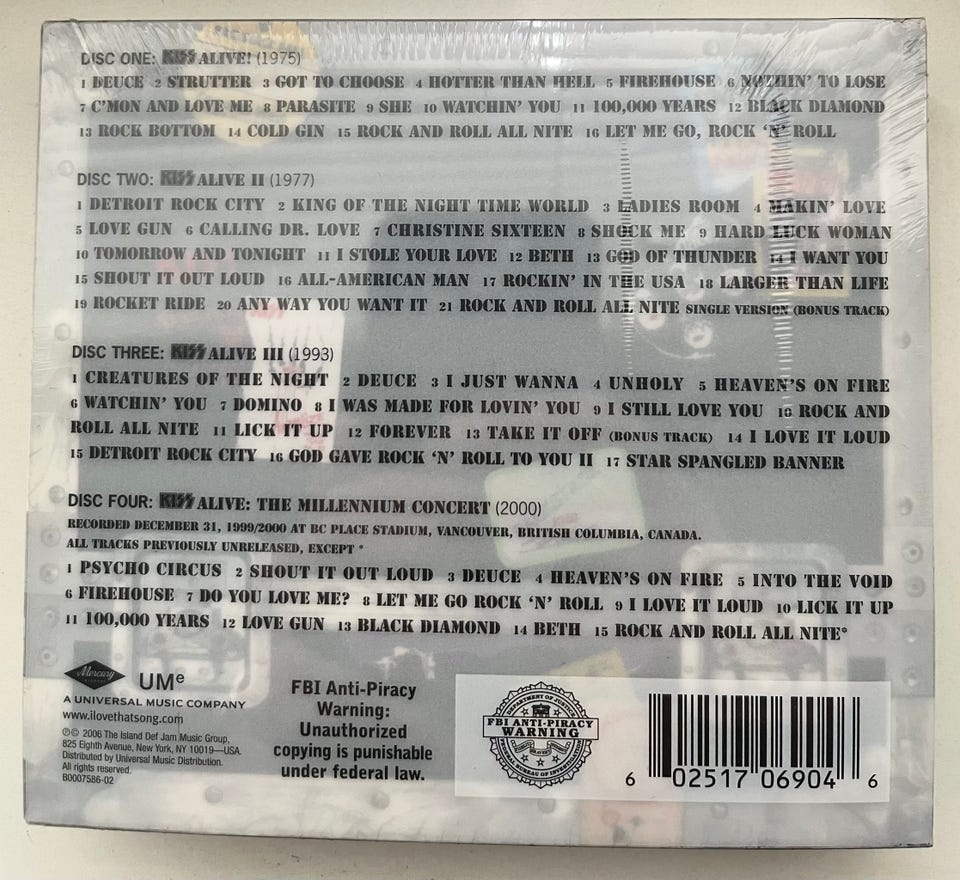 DISC ONE: KISS ALIVE! (1975)
1 DEUCE 2 STRUTTER 3 GOT TO CHOOSE 4 HOTTER THAN HELL 5 FIREHOUSE 6 NOTHIN' TO LOSE
7 C'MON AND LOVE ME 8 PARASITE 9 SHE 10 WATCHIN' YOU 11 100,000 YEARS 12 BLACK DIAMOND
13 ROCK BOTTOM 14 COLD GIN 15 ROCK AND ROLL ALL NITE 16 LET ME GO, ROCK 'N' ROLL
DISC TWO: KISS ALIVE II (1977)
1 DETROIT ROCK CITY 2 KING OF THE NIGHT TIME WORLD 3 LADIES ROOM 4 MAKIN' LOVE
5 LOVE GUN 6 CALLING DR. LOVE 7 CHRISTINE SIXTEEN 8 SHOCK ME 9 HARD LUCK WOMAN
10 TOMORROW AND TONIGHT 11 I STOLE YOUR LOVE 12 BETH 13 GOD OF THUNDER 14 I WANT YOU
15 SHOUT IT OUT LOUD 16 ALL-AMERICAN MAN 17 ROCKIN' IN THE USA 18 LARGER THAN LIFE
19 ROCKET RIDE 20 ANY WAY YOU WANT IT 21 ROCK AND ROLL ALL NITE SINGLE VERSION (BONUS TRACK)
DISC THREE: KISS ALIVE III (1993)
1 CREATURES OF THE NIGHT 2 DEUCE 3 I JUST WANNA 4 UNHOLY 5 HEAVEN'S ON FIRE
6 WATCHIN' YOU 7 DOMINO 8 I WAS MADE FOR LOVIN' YOU 9 I STILL LOVE YOU 10 ROCK AND
ROLL ALL NITE 11 LICK IT UP 12 FOREVER 13 TAKE IT OFF (BONUS TRACK) 14 I LOVE IT LOUD
15 DETROIT ROCK CITY 16 GOD GAVE ROCK 'N' ROLL TO YOU II 17 STAR SPANGLED BANNER
DISC FOUR: KISS ALIVE: THE MILLENNIUM CONCERT (2000)
RECORDED DECEMBER 31, 1999/2000 AT BC PLACE STADIUM, VANCOUVER, BRITISH COLUMBIA, CANADA.
ALL TRACKS PREVIOUSLY UNRELEASED, EXCEPT *
1 PSYCHO CIRCUS 2 SHOUT IT OUT LOUD 3 DEUCE 4 HEAVEN'S ON FIRE 5 INTO THE VOID
6 FIREHOUSE 7 DO YOU LOVE ME? 8 LET ME GO ROCK 'N' ROLL 9 I LOVE IT LOUD 10 LICK IT UP
11 100,000 YEARS 12 LOVE GUN 13 BLACK DIAMOND 14 BETH 15 ROCK AND ROLL ALL NITE*
Mercury
UMe
A UNIVERSAL MUSIC COMPANY
www.ilovethatsong.com
℗© 2006 The Island Def Jam Music Group,
825 Eighth Avenue, New York, NY 10019—USA.
Distributed by Universal Music Distribution.
All rights reserved.
B0007586-02
FBI Anti-Piracy
Warning:
Unauthorized
copying is punishable
under federal law.
DEPARTMENT OF JUSTICE
FBI ANTI-PIRACY
WARNING
FEDERAL BUREAU OF INVESTIGATION
6 02517 06904 6